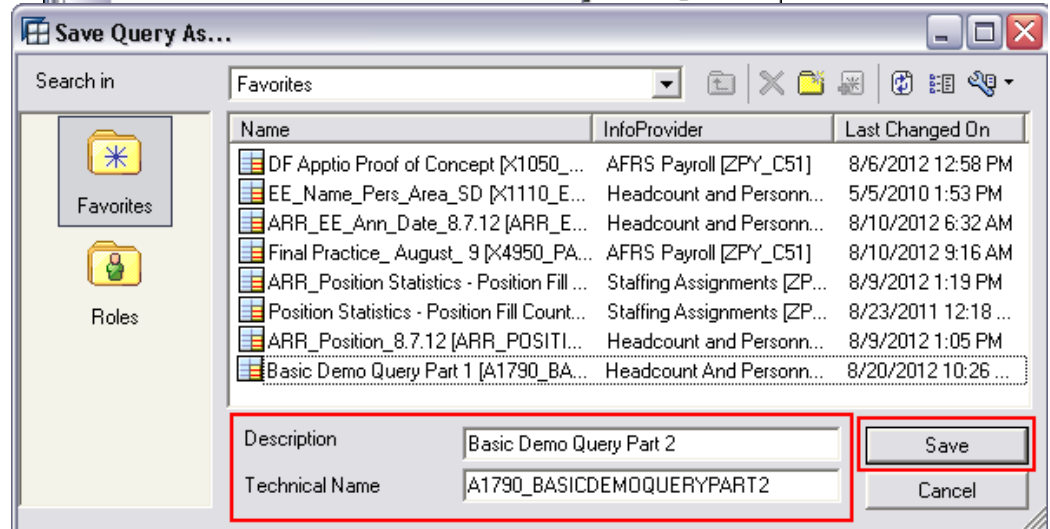 Save Query As...
Search in
Favorites
Favorites
Roles
Name InfoProvider Last Changed On
DF Apptio Proof of Concept [X1050_... AFRS Payroll [ZPY_C51] 8/6/2012 12:58 PM
EE_Name_Pers_Area_SD [X1110_E... Headcount and Personn... 5/5/2010 1:53 PM
ARR_EE_Ann_Date_8.7.12 [ARR_E... Headcount and Personn... 8/10/2012 6:32 AM
Final Practice_ August_ 9 [X4950_PA... AFRS Payroll [ZPY_C51] 8/10/2012 9:16 AM
ARR_Position Statistics - Position Fill ... Staffing Assignments [ZP... 8/9/2012 1:19 PM
Position Statistics - Position Fill Count... Staffing Assignments [ZP... 8/23/2011 12:18 ...
ARR_Position_8.7.12 [ARR_POSITI... Headcount and Personn... 8/9/2012 1:05 PM
Basic Demo Query Part 1 [A1790_BA... Headcount And Personn... 8/20/2012 10:26 ...
Description Basic Demo Query Part 2
Save
Technical Name A1790_BASICDEMOQUERYPART2
Cancel